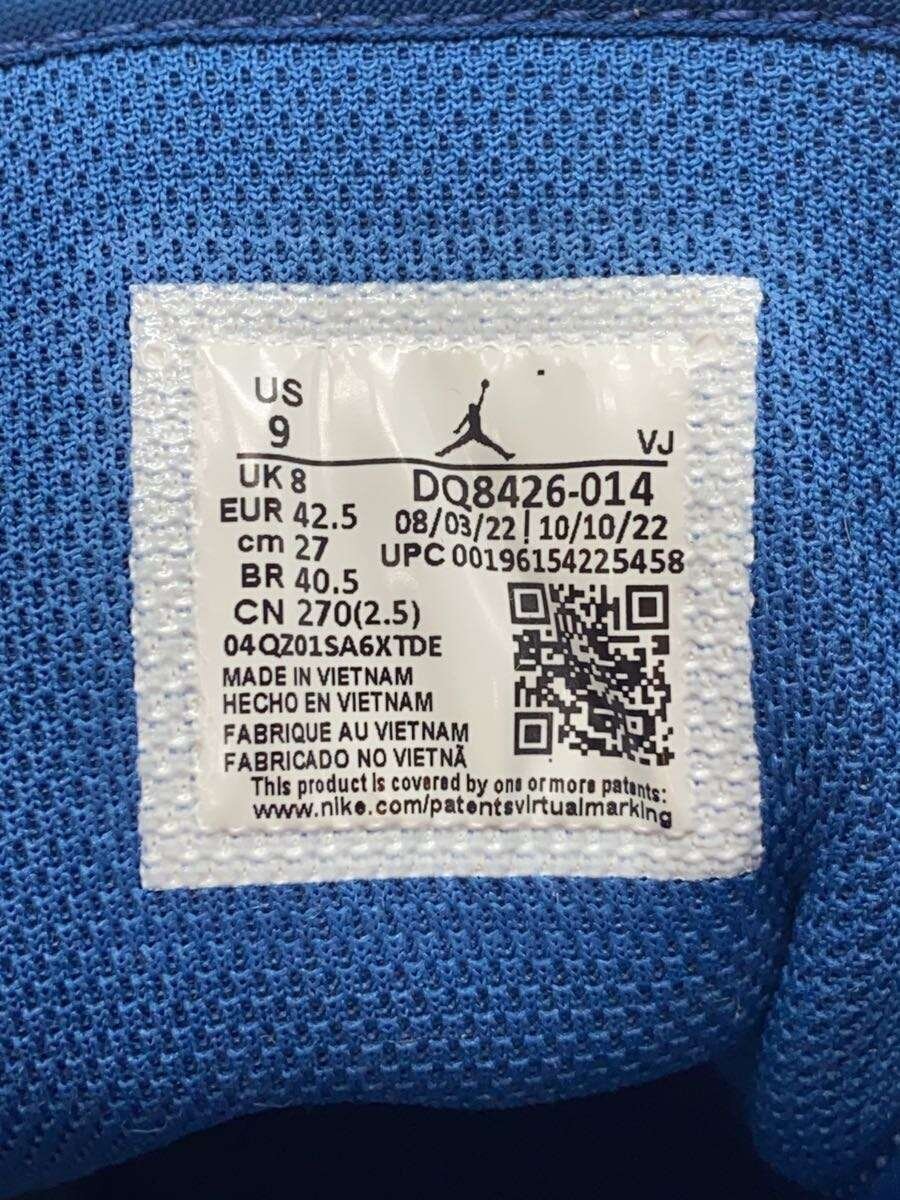 US
9
VJ
UK 8
DQ8426-014
EUR 42.5
08/03/22 | 10/10/22
cm 27
UPC 00196154225458
BR 40.5
CN 270(2.5)
04QZ01SA6XTDE
MADE IN VIETNAM
HECHO EN VIETNAM
FABRIQUE AU VIETNAM
FABRICADO NO VIETNÃ
This product is covered by one or more patents:
www.nike.com/patentsvirtualmarking